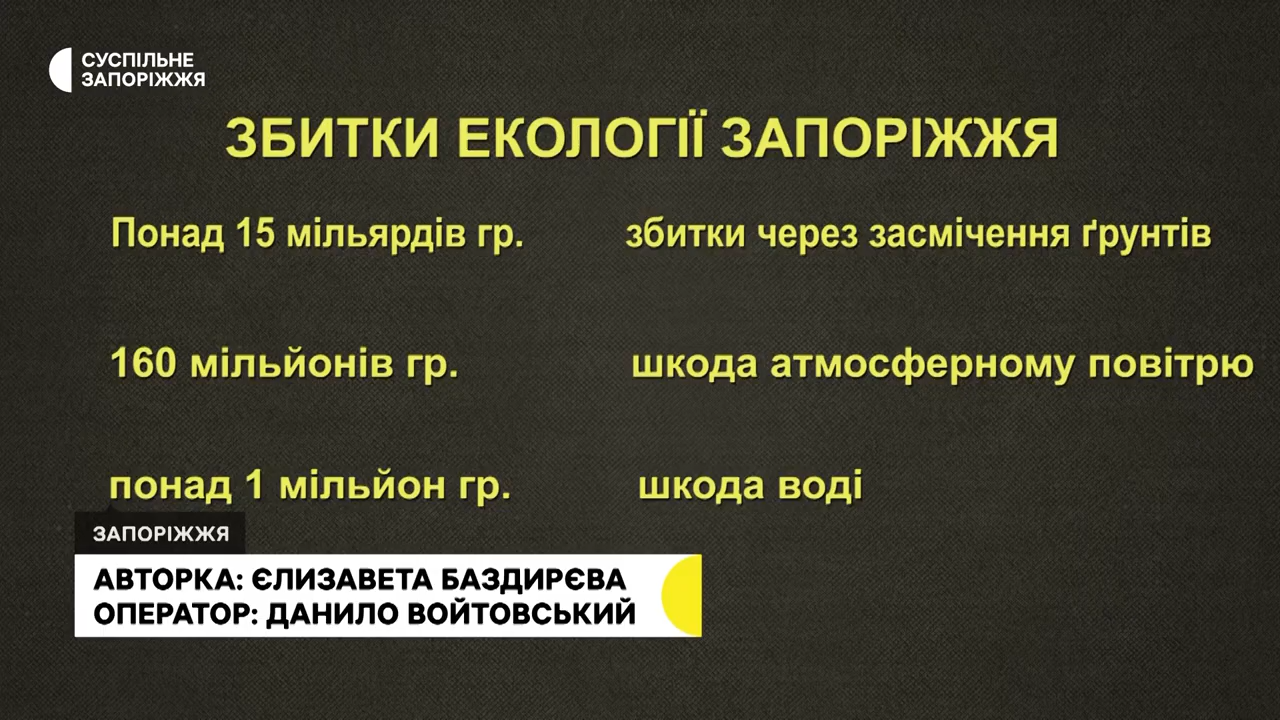 СУСПІЛЬНЕ
ЗАПОРІЖЖЯ
ЗБИТКИ ЕКОЛОГІЇ ЗАПОРІЖЖЯ
Понад 15 мільярдів гр. збитки через засмічення ґрунтів
160 мільйонів гр. шкода атмосферному повітрю
понад 1 мільйон гр. шкода воді
ЗАПОРІЖЖЯ
АВТОРКА: ЄЛИЗАВЕТА БАЗДИРЄВА
ОПЕРАТОР: ДАНИЛО ВОЙТОВСЬКИЙ